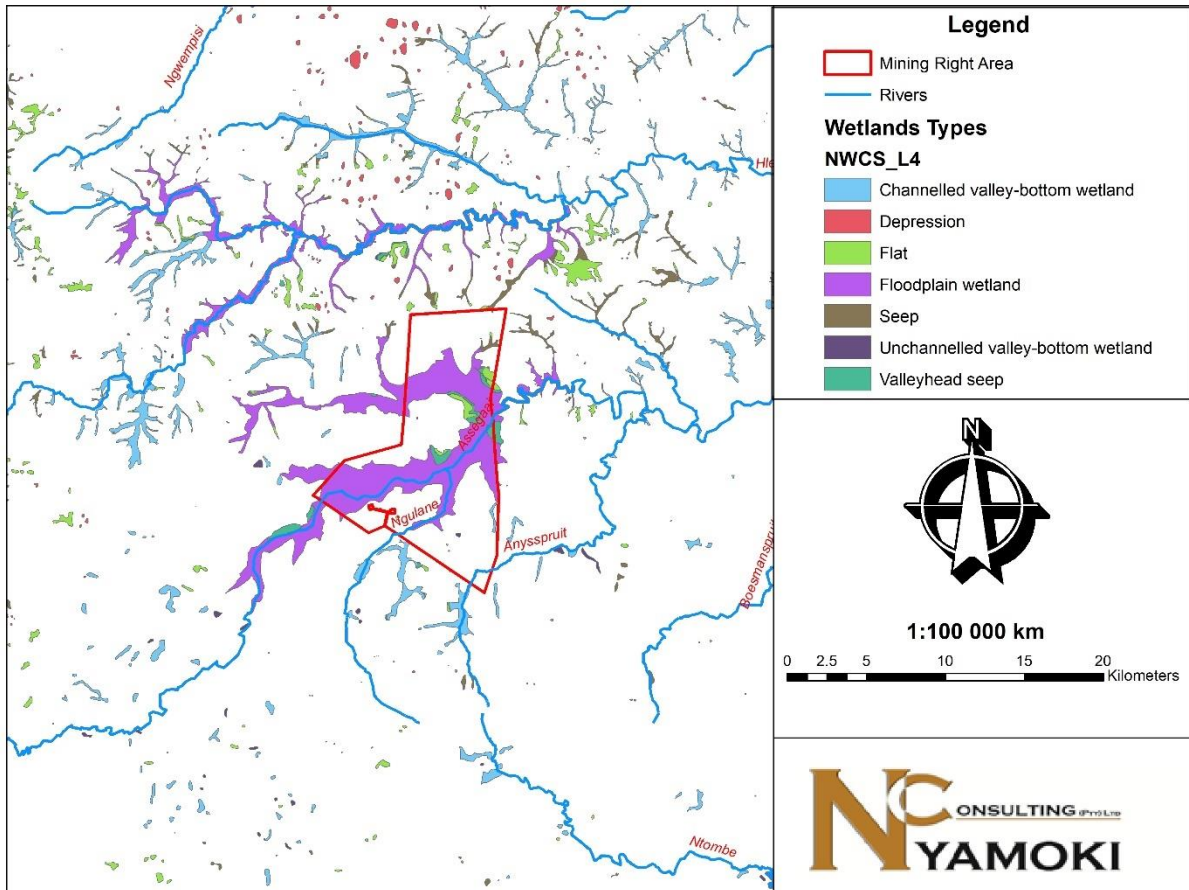 Ngwempisi
Hle
Assegaai
Ngulane
Anysspruit
Boesmanspruit
Ntombe
Legend
Mining Right Area
Rivers
Wetlands Types
NWCS_L4
Channelled valley-bottom wetland
Depression
Flat
Floodplain wetland
Seep
Unchannelled valley-bottom wetland
Valleyhead seep
N
1:100 000 km
0 2.5 5 10 15 20
Kilometers
NC ONSULTING (PTY) LTD
YAMOKI